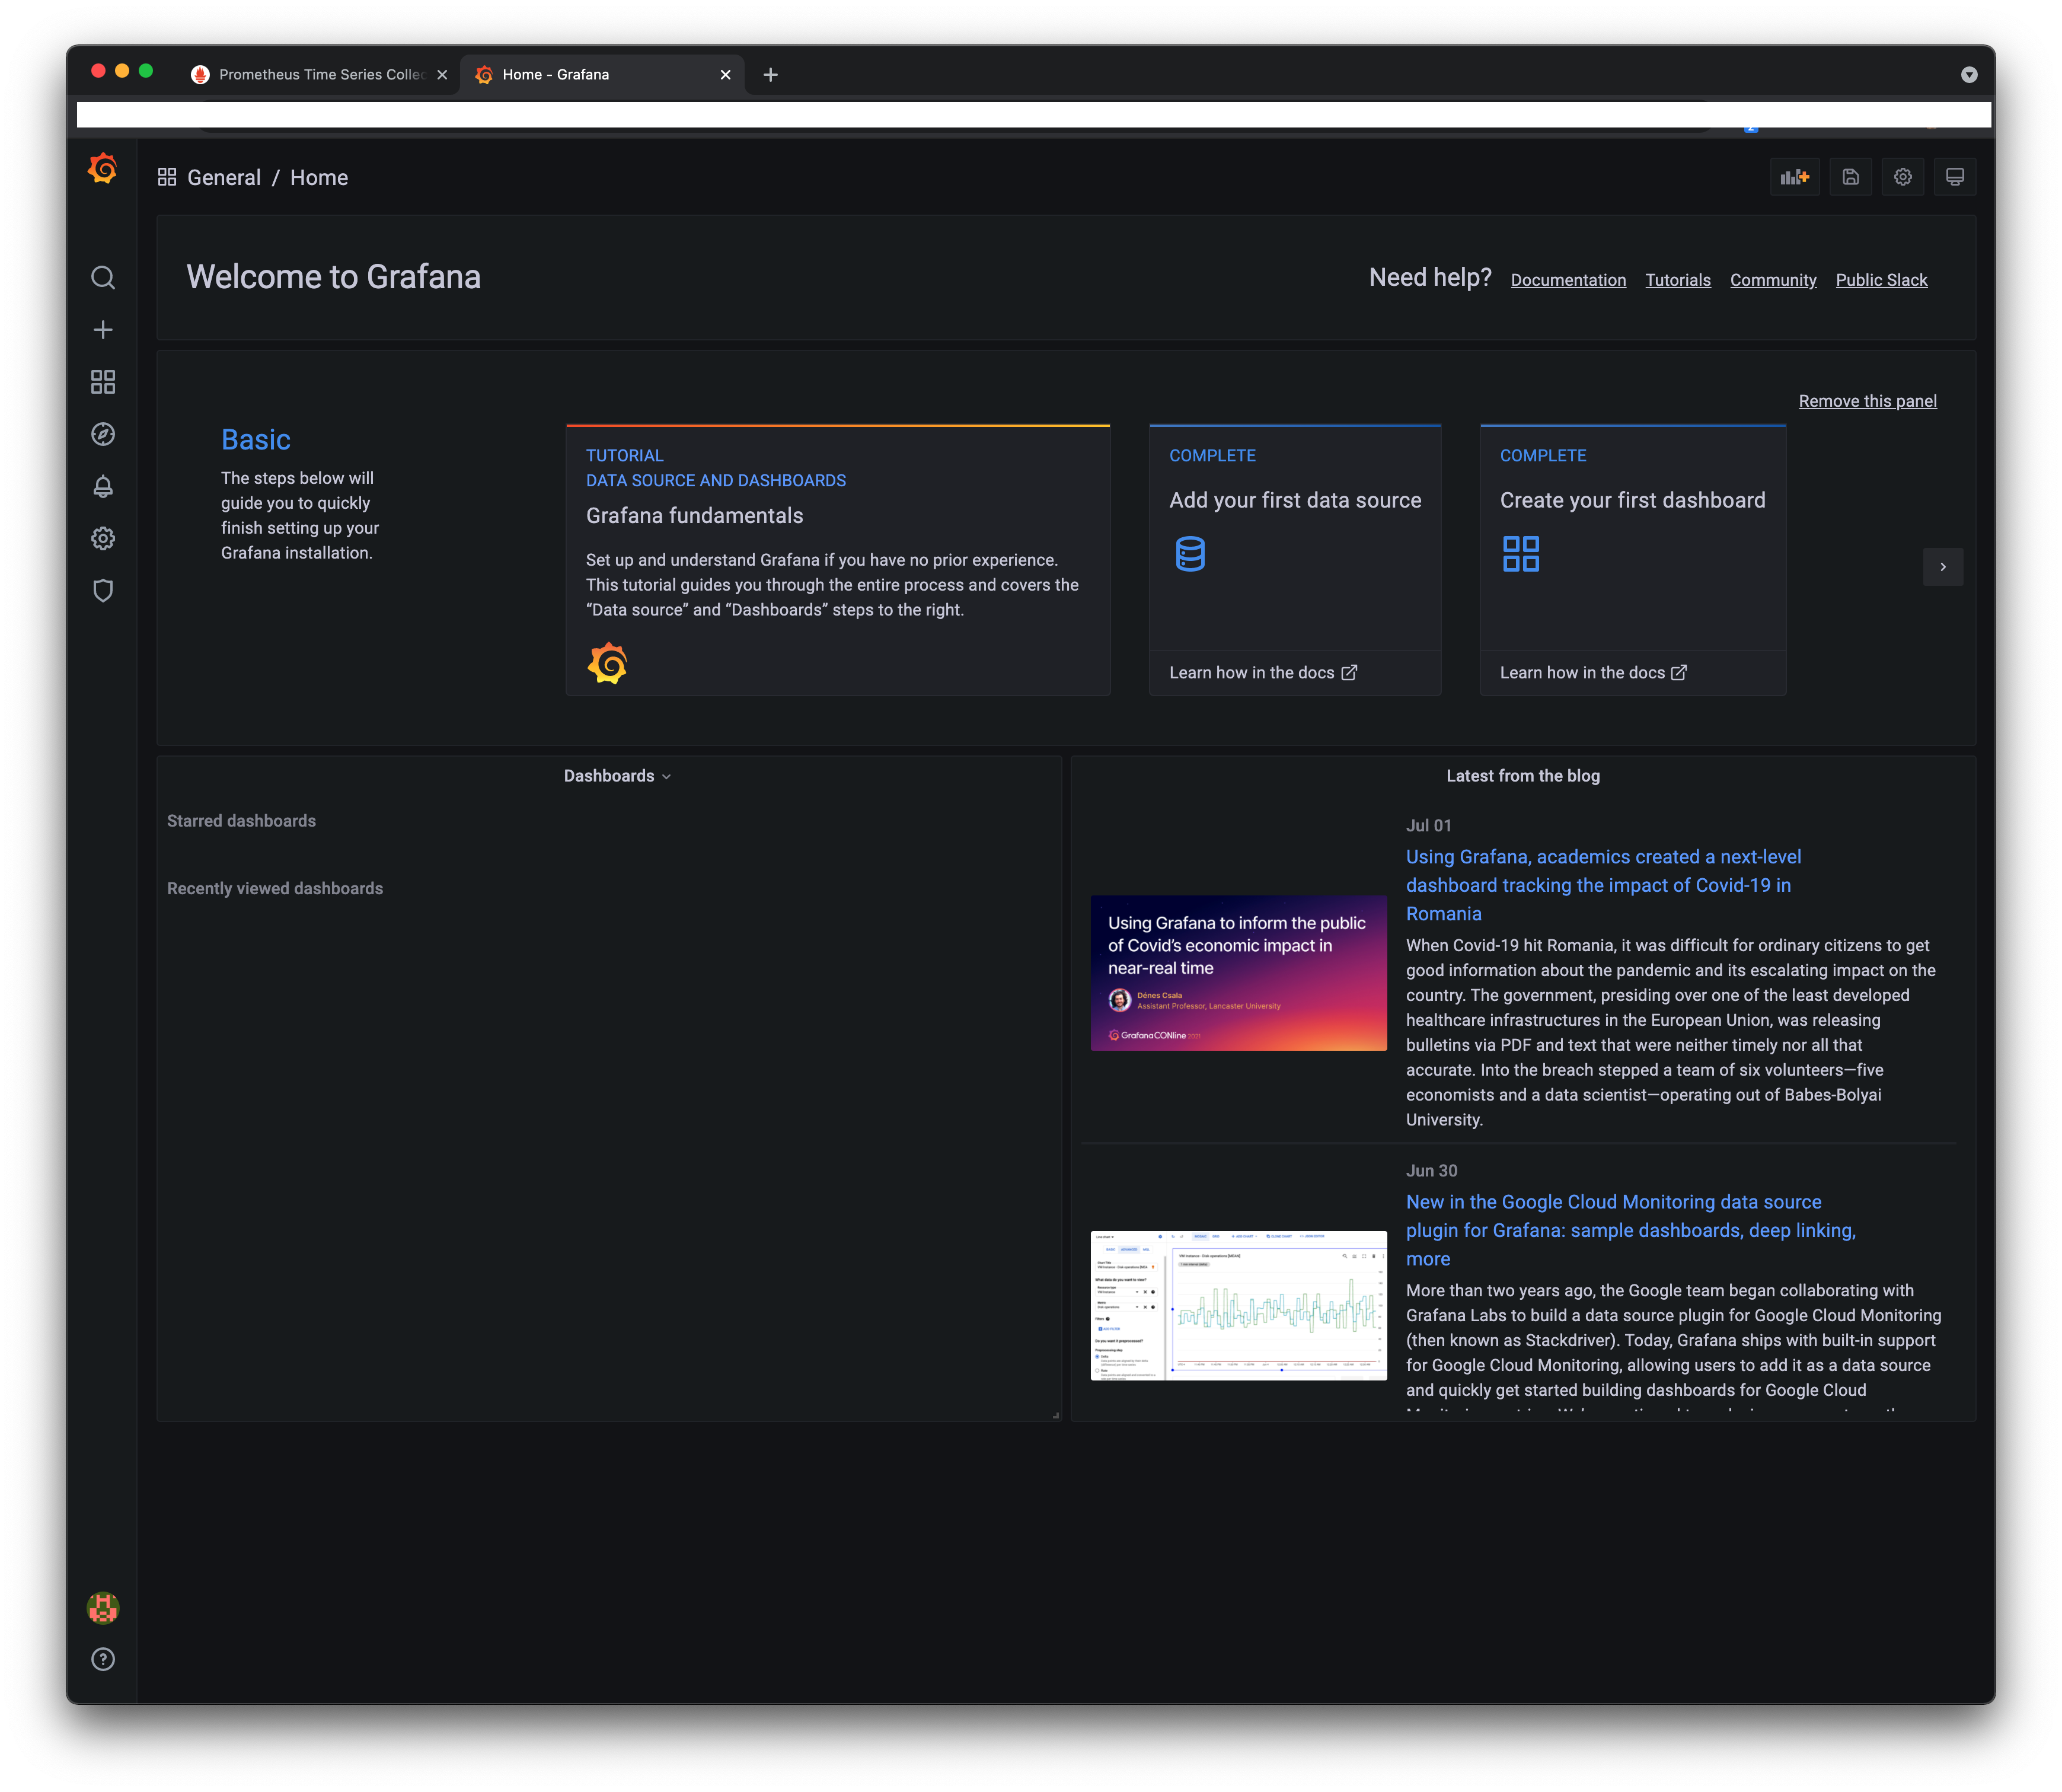 Prometheus Time Series Collec
Home - Grafana
General / Home
Welcome to Grafana
Need help?
Documentation
Tutorials
Community
Public Slack
Remove this panel
Basic
The steps below will
guide you to quickly
finish setting up your
Grafana installation.
TUTORIAL
DATA SOURCE AND DASHBOARDS
Grafana fundamentals
Set up and understand Grafana if you have no prior experience.
This tutorial guides you through the entire process and covers the
“Data source” and “Dashboards” steps to the right.
COMPLETE
Add your first data source
Learn how in the docs
COMPLETE
Create your first dashboard
Learn how in the docs
Dashboards
Starred dashboards
Recently viewed dashboards
Latest from the blog
Using Grafana to inform the public
of Covid’s economic impact in
near-real time
Dénes Csala
Assistant Professor, Lancaster University
GrafanaCONline 2021
Jul 01
Using Grafana, academics created a next-level
dashboard tracking the impact of Covid-19 in
Romania
When Covid-19 hit Romania, it was difficult for ordinary citizens to get
good information about the pandemic and its escalating impact on the
country. The government, presiding over one of the least developed
healthcare infrastructures in the European Union, was releasing
bulletins via PDF and text that were neither timely nor all that
accurate. Into the breach stepped a team of six volunteers—five
economists and a data scientist—operating out of Babes-Bolyai
University.
Jun 30
New in the Google Cloud Monitoring data source
plugin for Grafana: sample dashboards, deep linking,
more
More than two years ago, the Google team began collaborating with
Grafana Labs to build a data source plugin for Google Cloud Monitoring
(then known as Stackdriver). Today, Grafana ships with built-in support
for Google Cloud Monitoring, allowing users to add it as a data source
and quickly get started building dashboards for Google Cloud